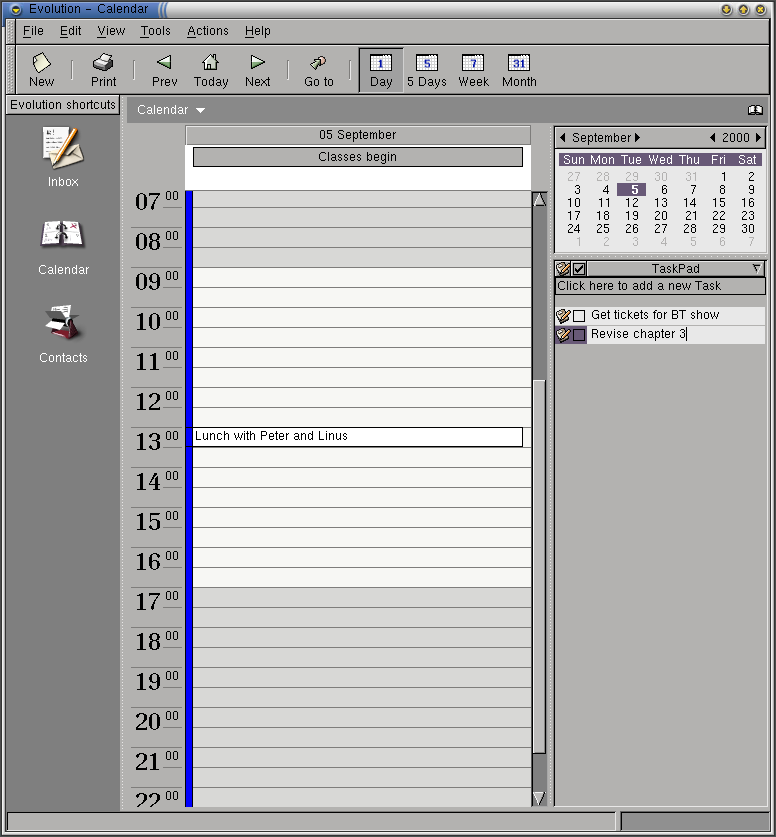 Evolution – Calendar
File Edit View Tools Actions Help
New Print Prev Today Next Go to 1 Day 5 5 Days 7 Week 31 Month
Evolution shortcuts
Inbox
Calendar
Contacts
Calendar
05 September
Classes begin
07 00
08 00
09 00
10 00
11 00
12 00
13 00 Lunch with Peter and Linus
14 00
15 00
16 00
17 00
18 00
19 00
20 00
21 00
22 00
September 2000
Sun Mon Tue Wed Thu Fri Sat
27 28 29 30 31 1 2
3 4 5 6 7 8 9
10 11 12 13 14 15 16
17 18 19 20 21 22 23
24 25 26 27 28 29 30
1 2 3 4 5 6 7
TaskPad
Click here to add a new Task
Get tickets for BT show
Revise chapter 3